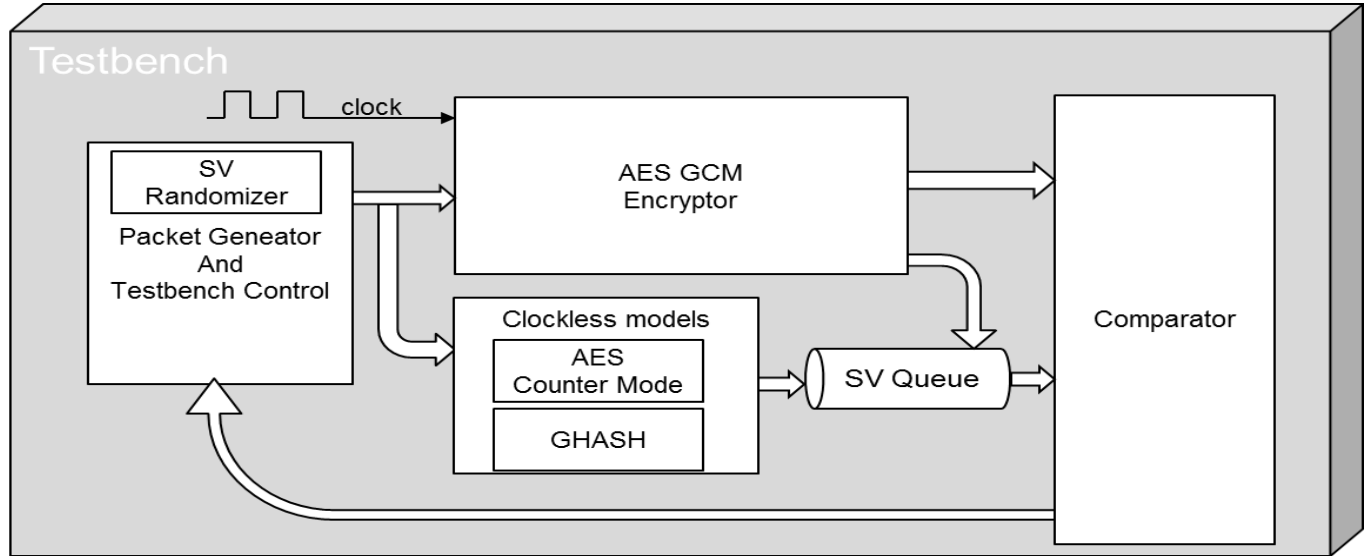 Testbench
clock
SV
Randomizer
Packet Geneator
And
Testbench Control
AES GCM
Encryptor
Clockless models
AES
Counter Mode
GHASH
SV Queue
Comparator